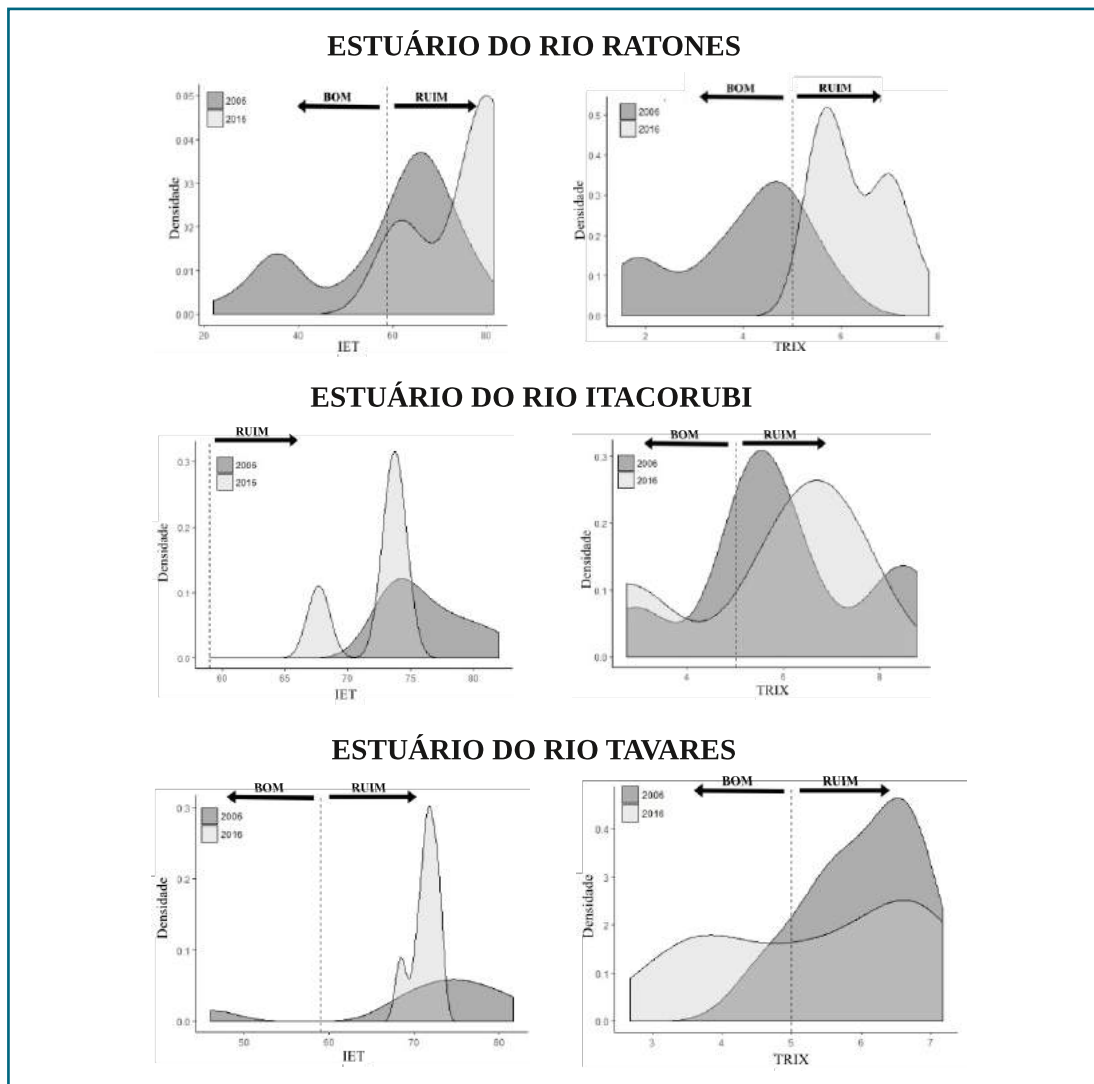 ESTUÁRIO DO RIO RATONES
BOM
RUIM
2006
2016
0.05
0.04
03
02
0.01
0.00
Densidade
20
40
60
80
IET
BOM
RUIM
2006
2016
0.5
0.4
0.3
0.2
0.1
0.0
Densidade
2
4
6
8
TRIX
ESTUÁRIO DO RIO ITACORUBI
RUIM
2006
2016
0.3
0.2
0.1
0.0
Densidade
60
65
70
75
80
IET
BOM
RUIM
2006
2016
0.3
0.2
0.1
0.0
Densidade
4
6
8
TRIX
ESTUÁRIO DO RIO TAVARES
BOM
RUIM
2006
2016
0.3
0.2
0.1
0.0
Densidade
50
60
70
80
IET
BOM
RUIM
2006
2016
0.4
3
2
0.1
0.0
Densidade
3
4
5
6
7
TRIX